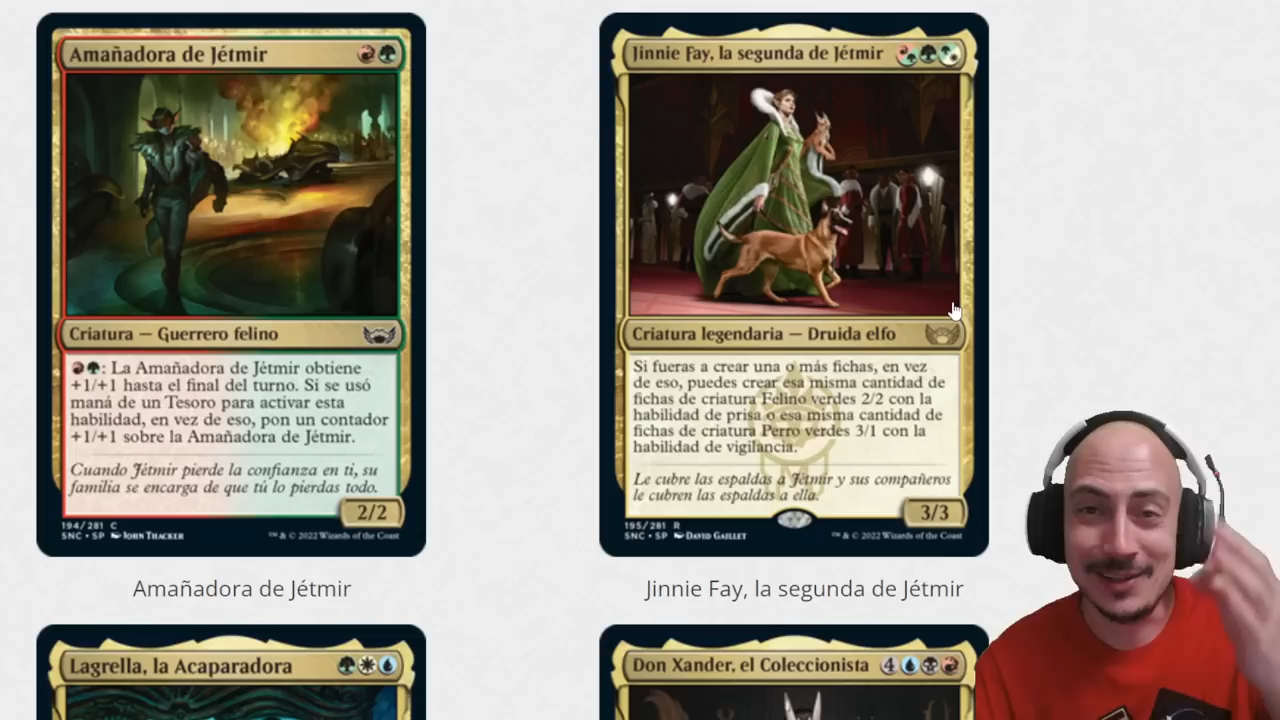 Amañadora de Jétmir
Criatura — Guerrero felino
: La Amañadora de Jétmir obtiene
+1/+1 hasta el final del turno. Si se usó
maná de un Tesoro para activar esta
habilidad, en vez de eso, pon un contador
+1/+1 sobre la Amañadora de Jétmir.
Cuando Jétmir pierde la confianza en ti, su
familia se encarga de que tú lo pierdas todo.
2/2
194/281 C
SNC • SP John Thacker
™ & © 2022 Wizards of the Coast
Amañadora de Jétmir
Jinnie Fay, la segunda de Jétmir
Criatura legendaria — Druida elfo
Si fueras a crear una o más fichas, en vez
de eso, puedes crear esa misma cantidad de
fichas de criatura Felino verdes 2/2 con la
habilidad de prisa o esa misma cantidad de
fichas de criatura Perro verdes 3/1 con la
habilidad de vigilancia.
Le cubre las espaldas a Jétmir y sus compañeros
le cubren las espaldas a ella.
3/3
195/281 R
SNC • SP David Gaillet
™ & © 2022 Wizards of the Coast
Jinnie Fay, la segunda de Jétmir
Lagrella, la Acaparadora
Don Xander, el Coleccionista 4